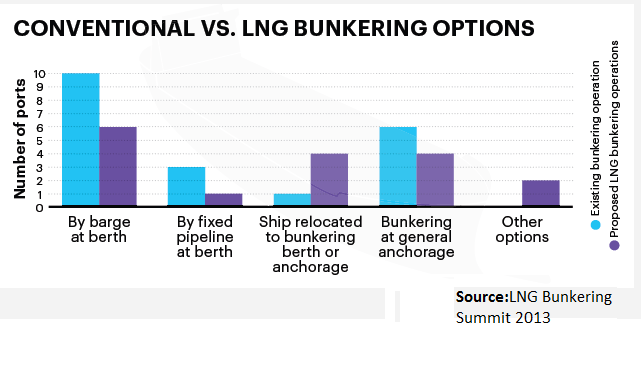 CONVENTIONAL VS. LNG BUNKERING OPTIONS
Number of ports
10
9
8
7
6
5
4
3
2
1
0
By barge
at berth
By fixed
pipeline
at berth
Ship relocated
to bunkering
berth or
anchorage
Bunkering
at general
anchorage
Other
options
Existing bunkering operation
Proposed LNG bunkering operations
Source:LNG Bunkering
Summit 2013